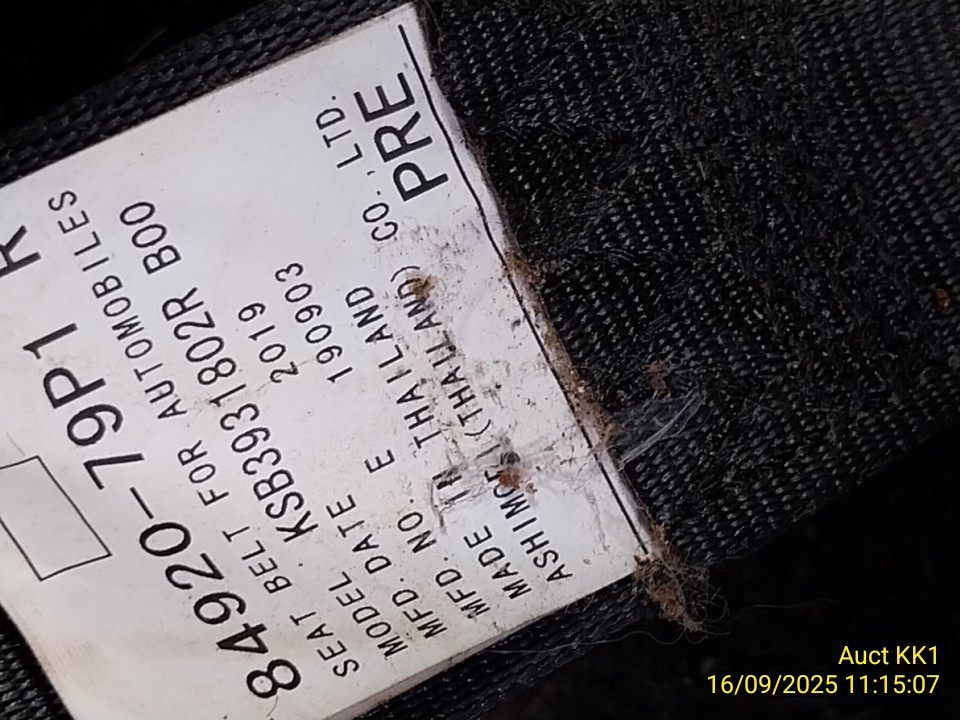 84920-79P1 R
SEAT BELT FOR AUTOMOBILES
MODEL. KSB3931802R B00
MFD. DATE 2019
MFD. NO. E 190903
MADE IN THAILAND
(THAILAND) CO., LTD.
PRE
Auct KK1
16/09/2025 11:15:07